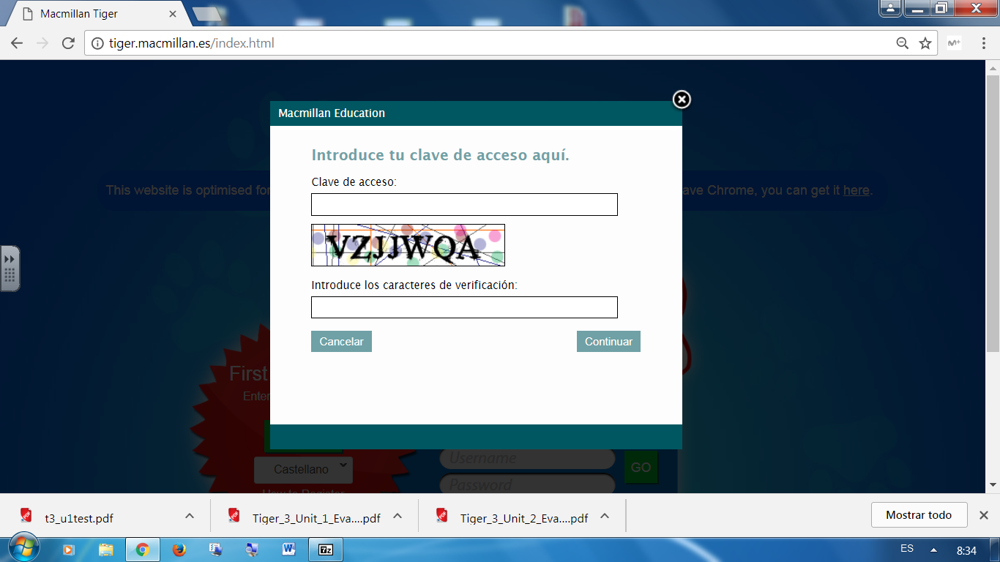 Macmillan Tiger
tiger.macmillan.es/index.html
Macmillan Education
Introduce tu clave de acceso aquí.
Clave de acceso:
This website is optimised for
ave Chrome, you can get it here.
VZJJWQA
Introduce los caracteres de verificación:
Cancelar Continuar
First
Enter
Castellano
How to Register
Username
GO
Password
t3_u1test.pdf Tiger_3_Unit_1_Eva....pdf Tiger_3_Unit_2_Eva....pdf Mostrar todo
ES 8:34